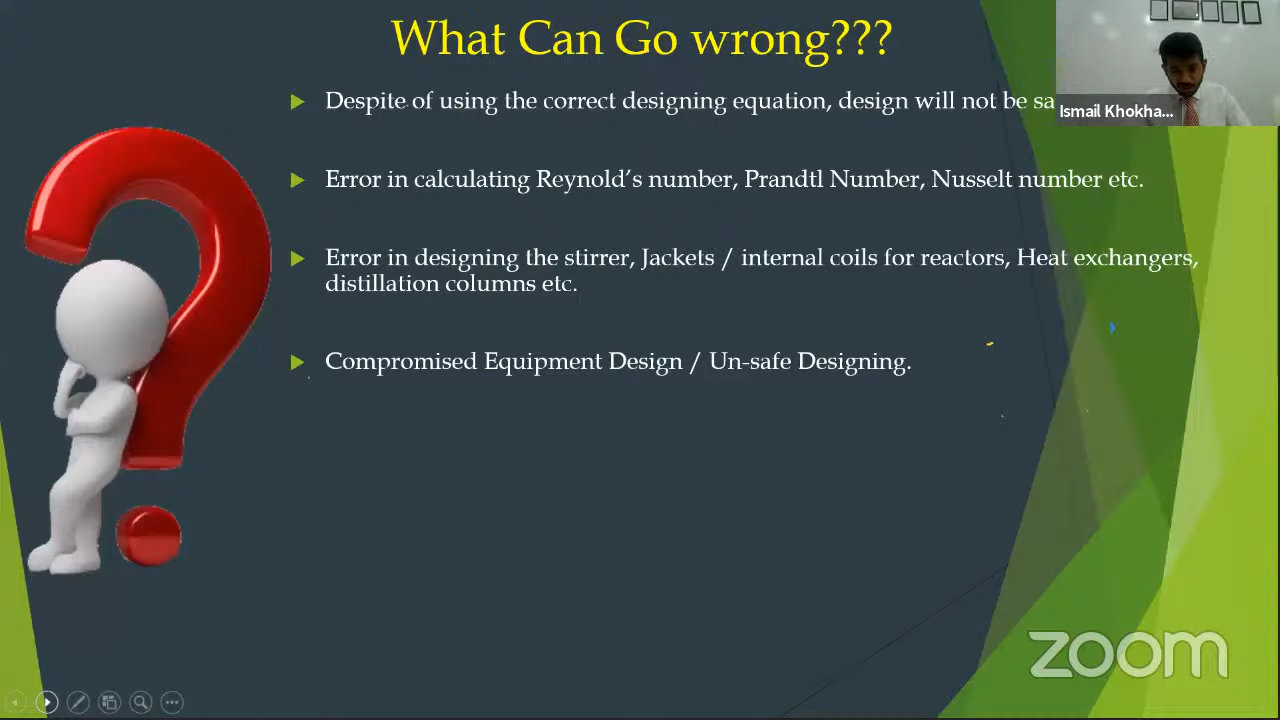 What Can Go wrong???
Despite of using the correct designing equation, design will not be
Ismail Khokha...
Error in calculating Reynold’s number, Prandtl Number, Nusselt number etc.
Error in designing the stirrer, Jackets / internal coils for reactors, Heat exchangers,
distillation columns etc.
Compromised Equipment Design / Un-safe Designing.
zoom